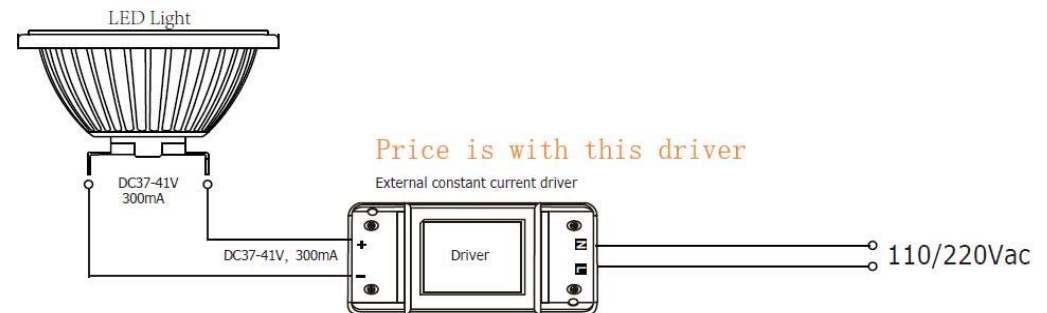 LED Light
Price is with this driver
External constant current driver
DC37-41V
300mA
DC37-41V, 300mA
+
-
Driver
N
L
110/220Vac